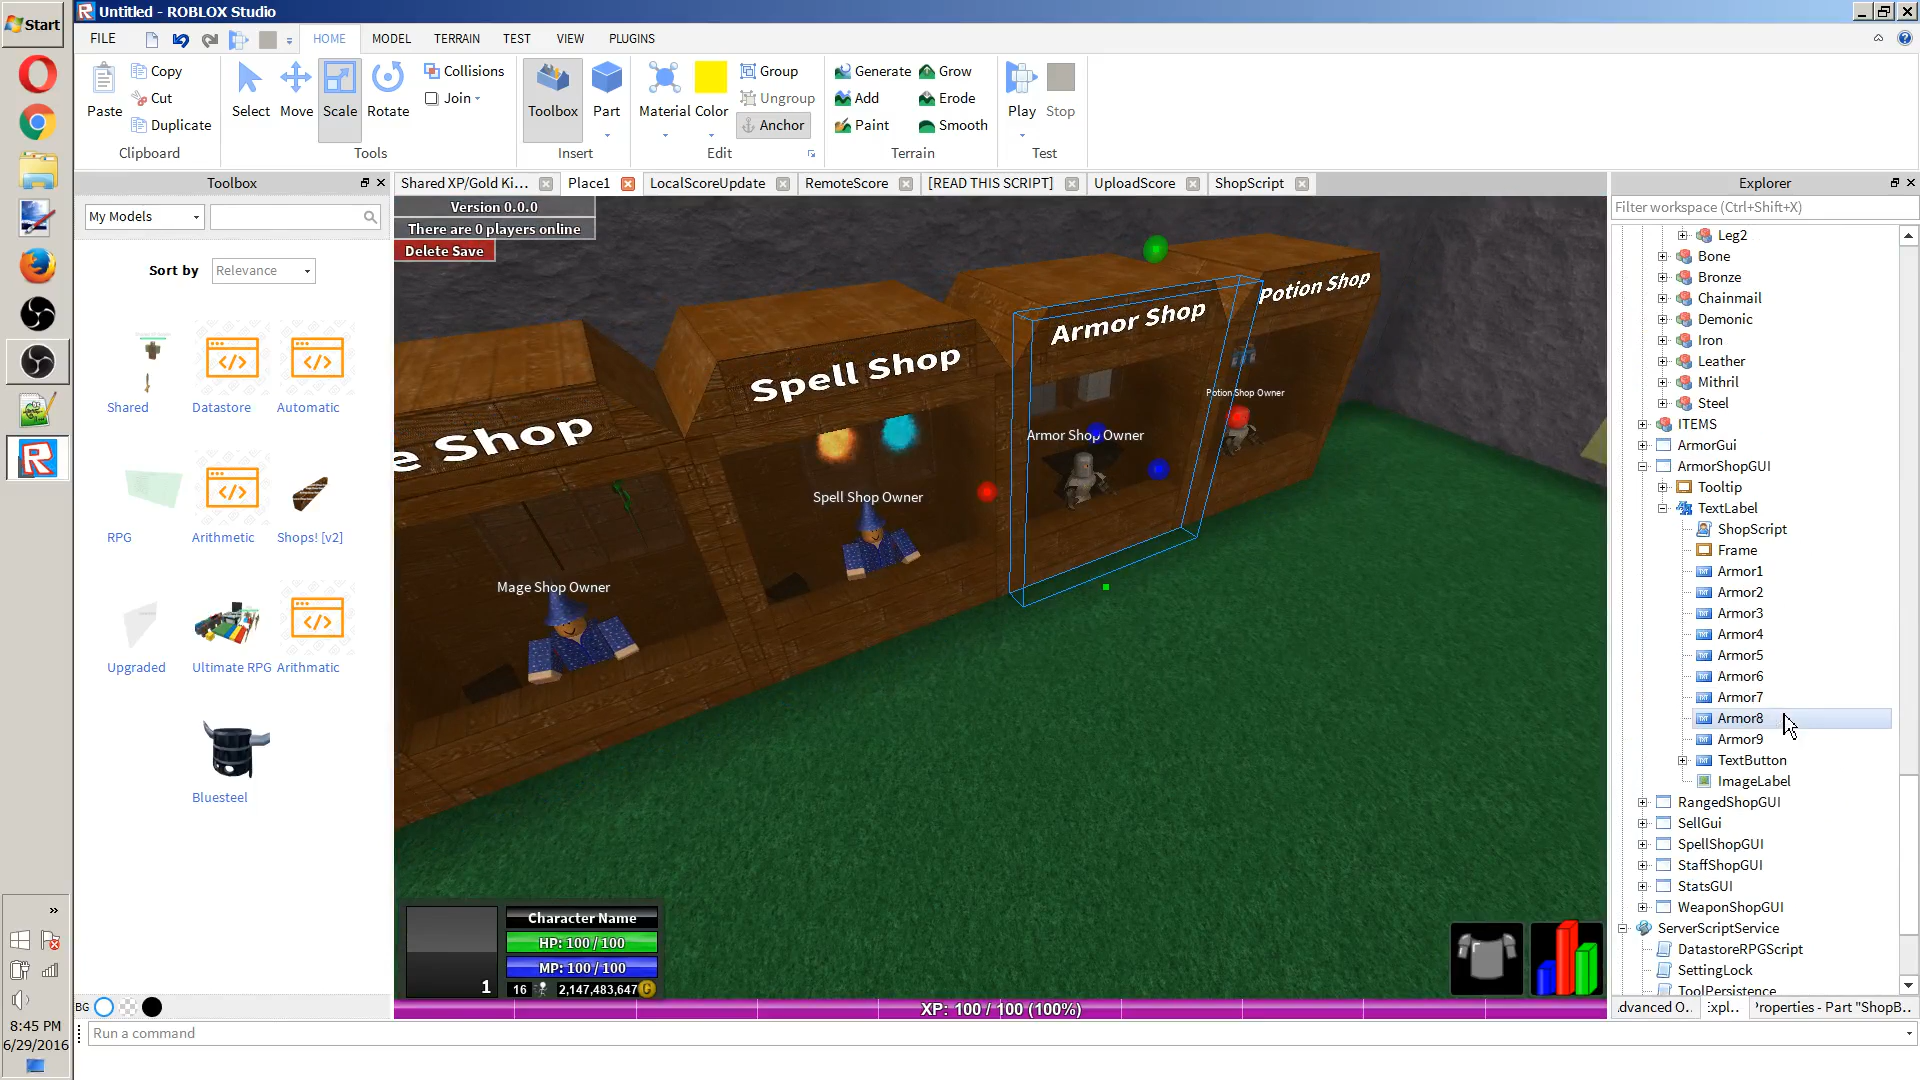 Start
Untitled - ROBLOX Studio
FILE
HOME
MODEL
TERRAIN
TEST
VIEW
PLUGINS
Paste
Copy
Cut
Duplicate
Clipboard
Select
Move
Scale
Rotate
Collisions
Join
Tools
Toolbox
Part
Insert
Material
Color
Group
Ungroup
Anchor
Edit
Generate
Grow
Add
Erode
Paint
Smooth
Terrain
Play
Stop
Test
Toolbox
My Models
Sort by
Relevance
Shared
Datastore
Automatic
RPG
Arithmetic
Shops! [v2]
Upgraded
Ultimate RPG
Arithmatic
Bluesteel
BG
Shared XP/Gold Ki...
Place1
LocalScoreUpdate
RemoteScore
[READ THIS SCRIPT]
UploadScore
ShopScript
Version 0.0.0
There are 0 players online
Delete Save
e Shop
Spell Shop
Armor Shop
Potion Shop
Mage Shop Owner
Spell Shop Owner
Armor Shop Owner
Potion Shop Owner
Character Name
HP: 100 / 100
MP: 100 / 100
1
16
2,147,483,647
C
XP: 100 / 100 (100%)
Run a command
Explorer
Filter workspace (Ctrl+Shift+X)
Leg2
Bone
Bronze
Chainmail
Demonic
Iron
Leather
Mithril
Steel
ITEMS
ArmorGui
ArmorShopGUI
Tooltip
TextLabel
ShopScript
Frame
Armor1
Armor2
Armor3
Armor4
Armor5
Armor6
Armor7
Armor8
Armor9
TextButton
ImageLabel
RangedShopGUI
SellGui
SpellShopGUI
StaffShopGUI
StatsGUI
WeaponShopGUI
ServerScriptService
DatastoreRPGScript
SettingLock
ToolPersistence
dvanced O...
Expl...
Properties - Part "ShopB...
8:45 PM
6/29/2016